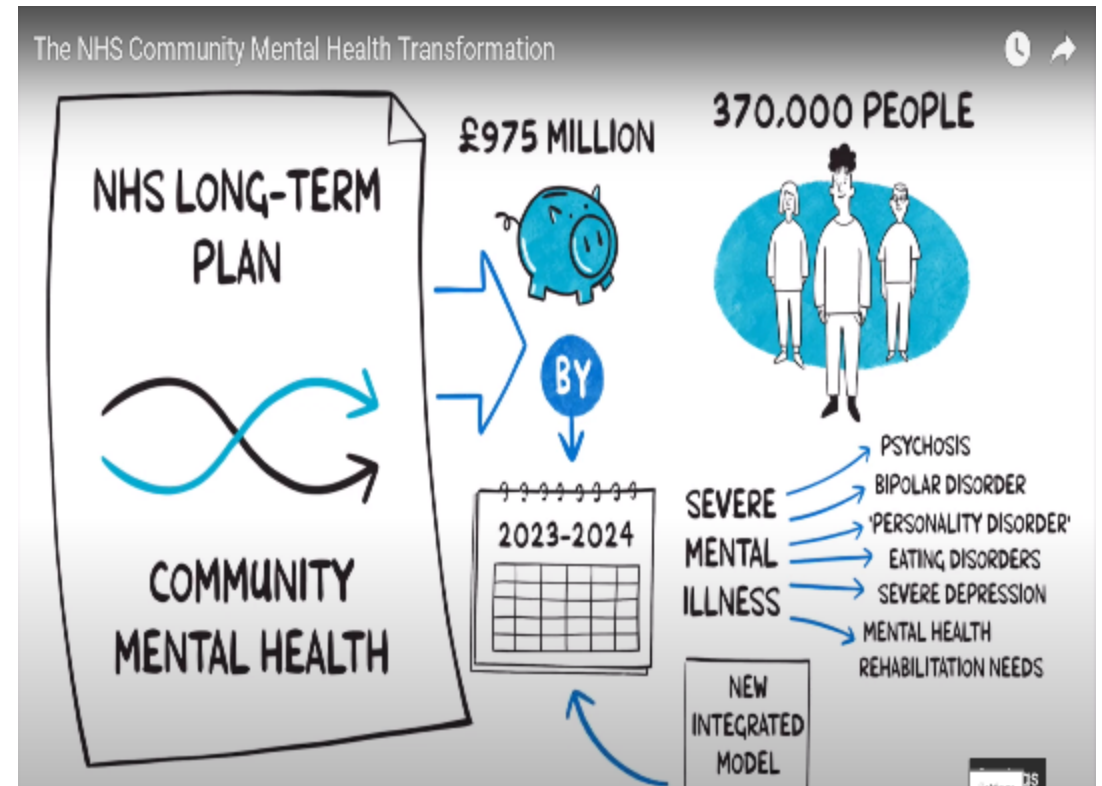 The NHS Community Mental Health Transformation
NHS LONG-TERM
PLAN
COMMUNITY
MENTAL HEALTH
£975 MILLION
BY
2023-2024
370,000 PEOPLE
SEVERE
MENTAL
ILLNESS
PSYCHOSIS
BIPOLAR DISORDER
'PERSONALITY DISORDER'
EATING DISORDERS
SEVERE DEPRESSION
MENTAL HEALTH
REHABILITATION NEEDS
NEW
INTEGRATED
MODEL